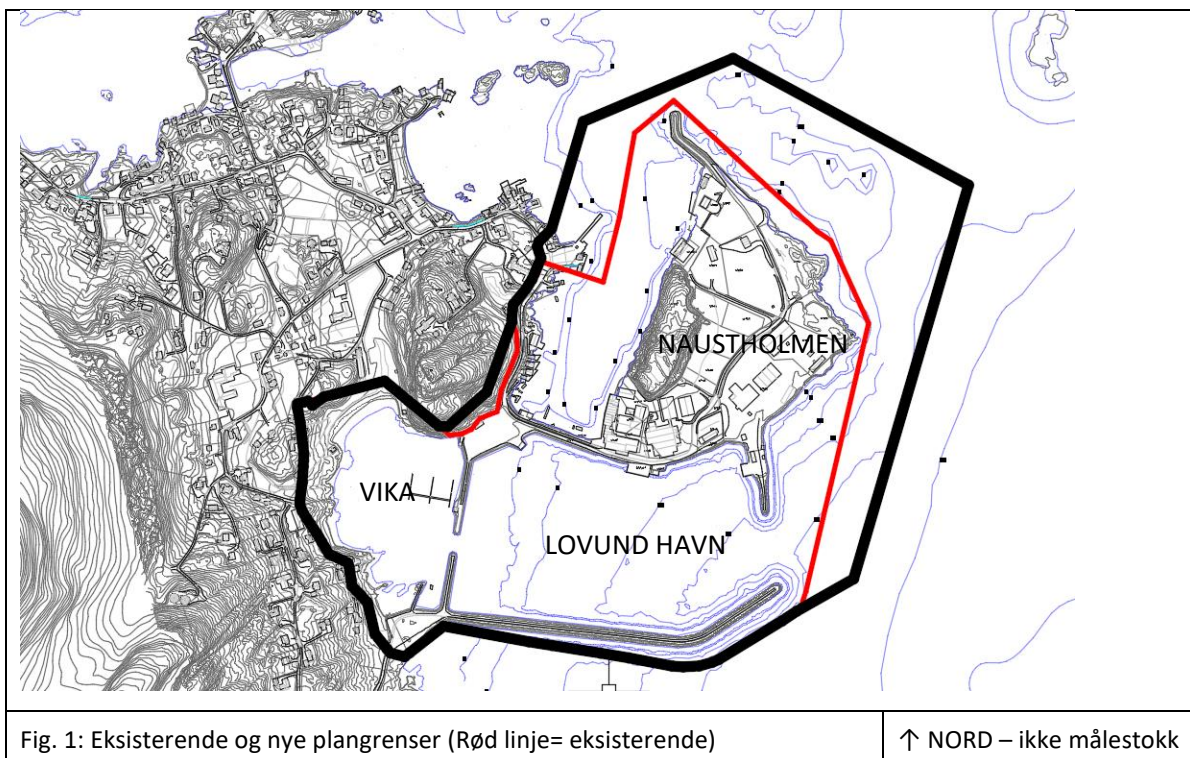 NAUSTHOLMEN
VIKA
LOVUND HAVN
Fig. 1: Eksisterende og nye plangrenser (Rød linje= eksisterende)
↑ NORD – ikke målestokk